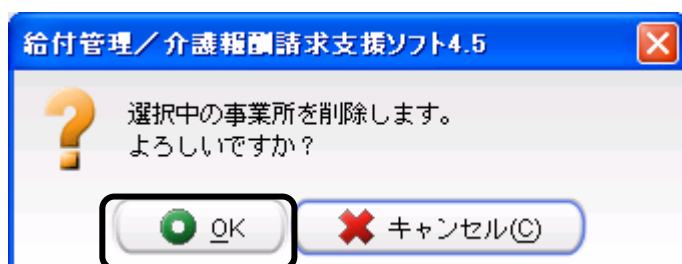 給付管理／介護報酬請求支援ソフト4.5
選択中の事業所を削除します。
よろしいですか？
OK
キャンセル(C)